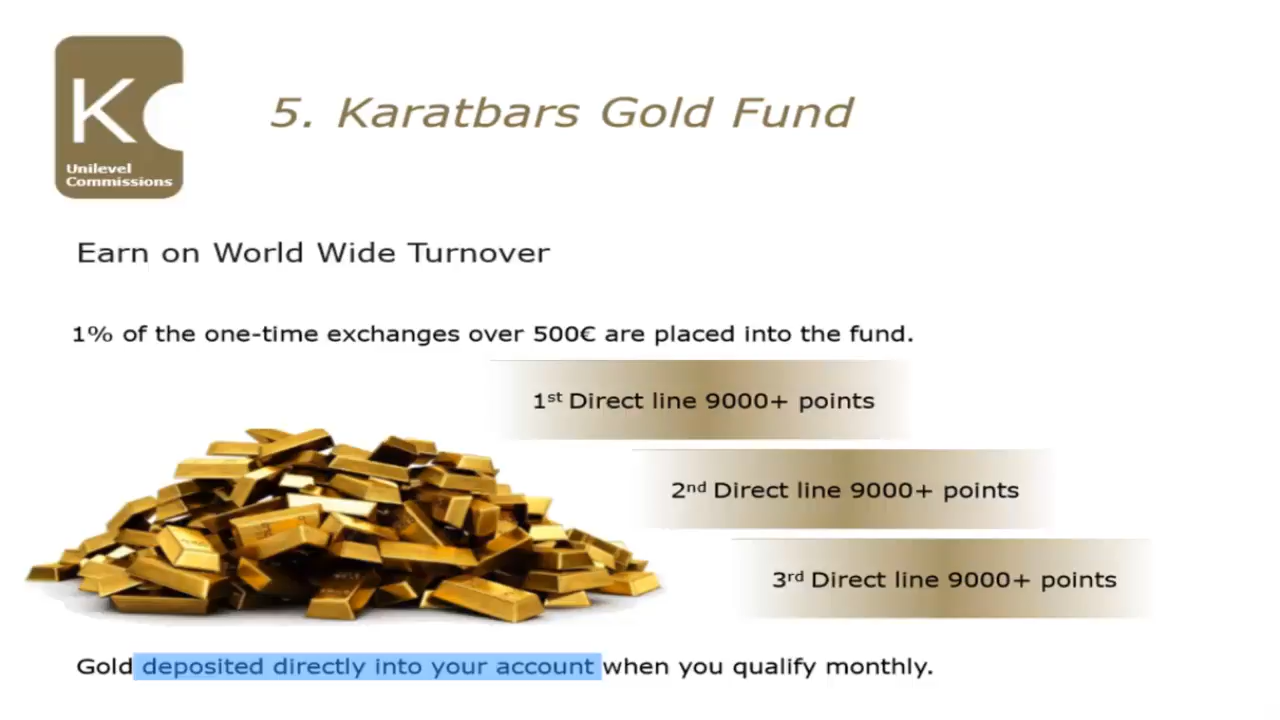 K
Unilevel
Commissions
5. Karatbars Gold Fund
Earn on World Wide Turnover
1% of the one-time exchanges over 500€ are placed into the fund.
1st Direct line 9000+ points
2nd Direct line 9000+ points
3rd Direct line 9000+ points
Gold deposited directly into your account when you qualify monthly.